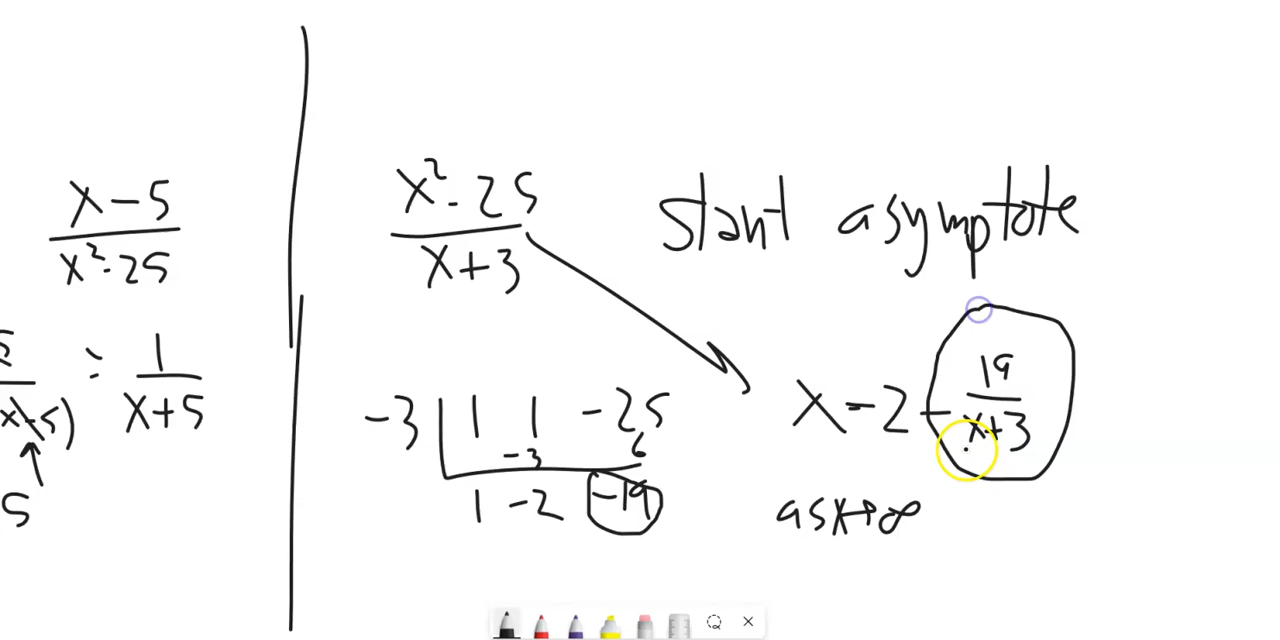 x - 5
x² - 25
= 1
x + 5
5
x² - 25
x + 3
slant asymptote
-3 | 1 1 -25
-3 6
1 -2 -19
x - 2 - 19
x + 3
as x → ∞